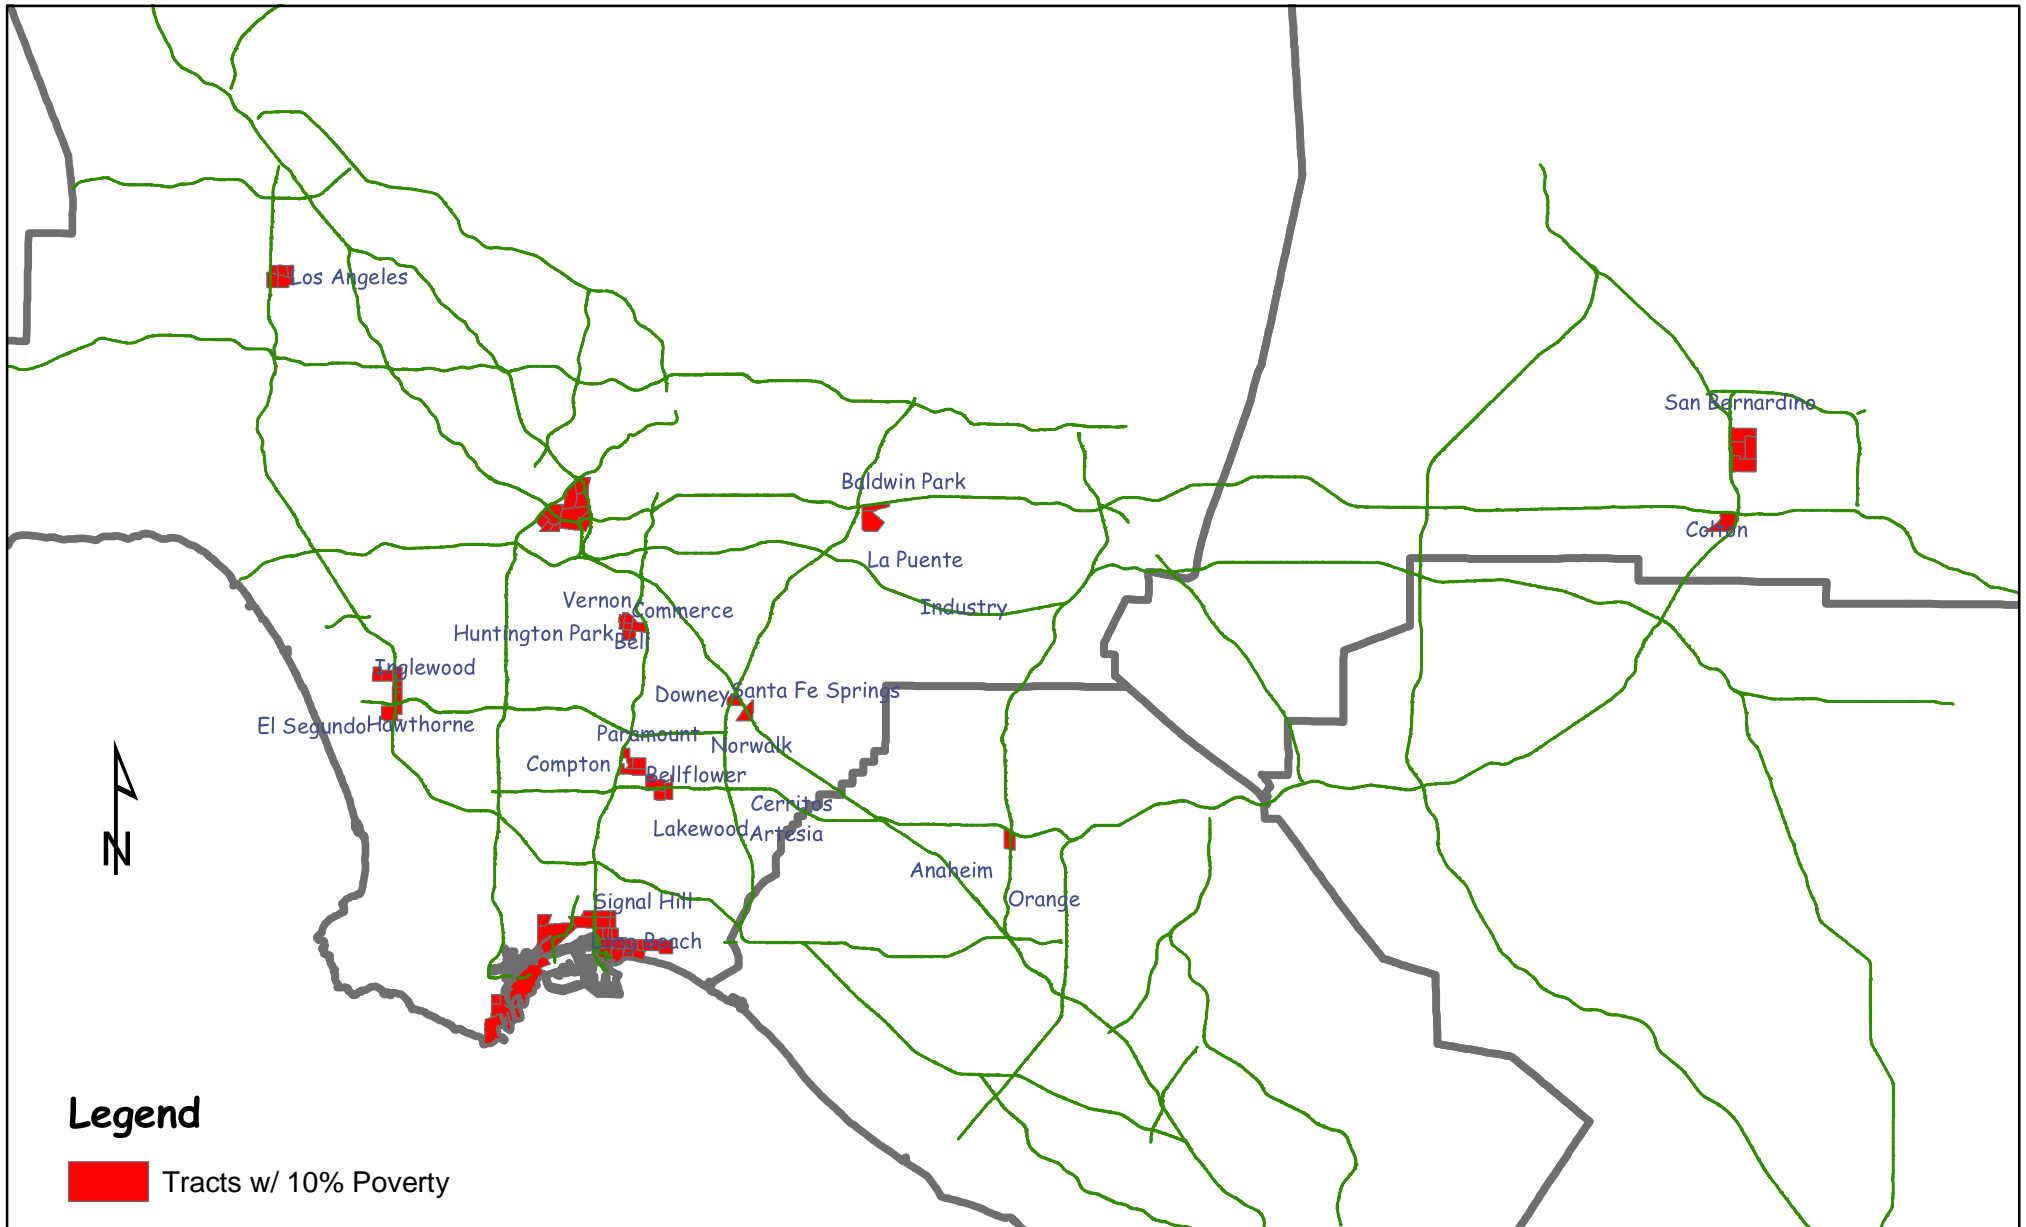 Los Angeles
San Bernardino
Baldwin Park
Colton
La Puente
Vernon
Commerce
Industry
Huntington Park
Bell
Inglewood
Downey
Santa Fe Springs
El Segundo
Hawthorne
Paramount
Norwalk
Compton
Bellflower
Cerritos
Lakewood
Artesia
Anaheim
Signal Hill
Orange
Long Beach
N
Legend
Tracts w/ 10% Poverty